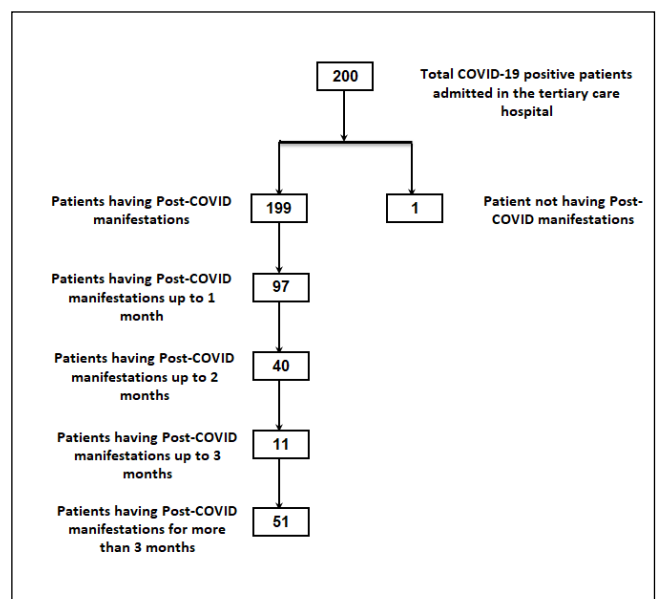 200
Total COVID-19 positive patients
admitted in the tertiary care
hospital
Patients having Post-COVID
manifestations
199
1
Patient not having Post-
COVID manifestations
Patients having Post-COVID
manifestations up to 1
month
97
Patients having Post-COVID
manifestations up to 2
months
40
Patients having Post-COVID
manifestations up to 3
months
11
Patients having Post-COVID
manifestations for more
than 3 months
51